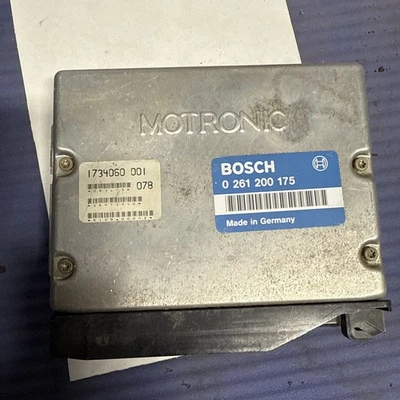 MOTRONIC
1734060 001
078
BOSCH
0 261 200 175
Made in Germany